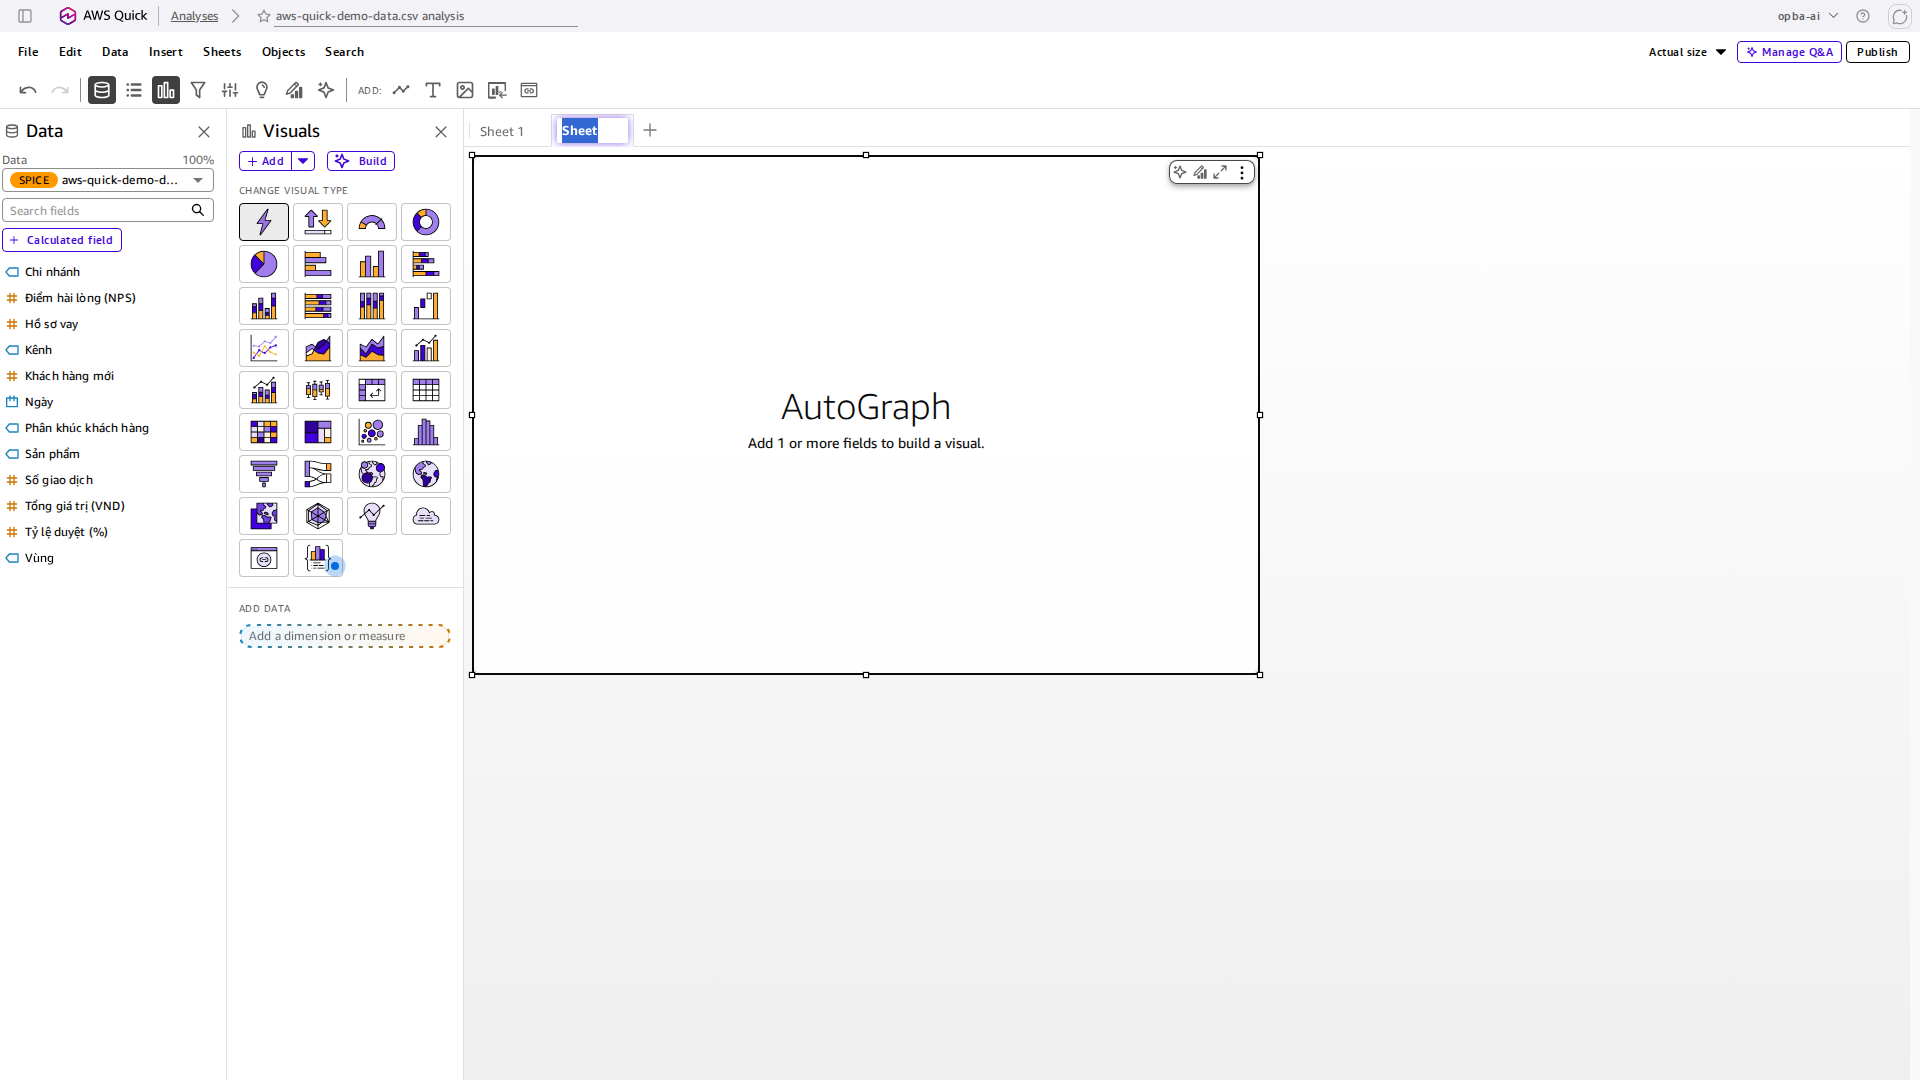 AWS Quick
Analyses
aws-quick-demo-data.csv analysis
opba-ai
File
Edit
Data
Insert
Sheets
Objects
Search
Actual size
Manage Q&A
Publish
ADD:
Data
Data
100%
SPICE
aws-quick-demo-d...
Search fields
Calculated field
Chi nhánh
Điểm hài lòng (NPS)
Hồ sơ vay
Kênh
Khách hàng mới
Ngày
Phân khúc khách hàng
Sản phẩm
Số giao dịch
Tổng giá trị (VND)
Tỷ lệ duyệt (%)
Vùng
Visuals
Add
Build
CHANGE VISUAL TYPE
ADD DATA
Add a dimension or measure
Sheet 1
Sheet
AutoGraph
Add 1 or more fields to build a visual.